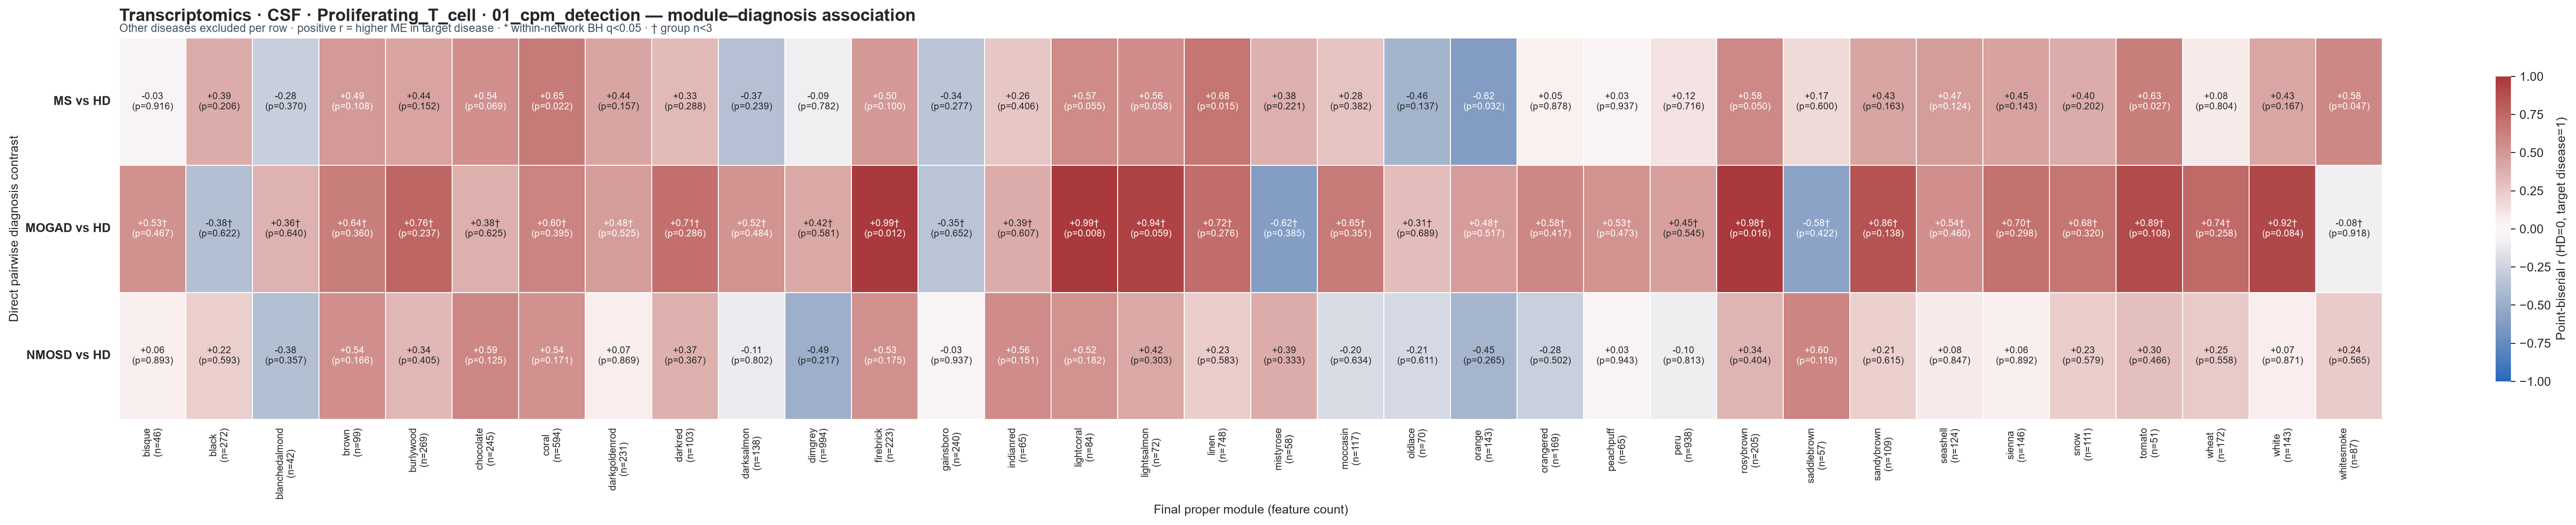 Transcriptomics · CSF · Proliferating_T_cell · 01_cpm_detection — module–diagnosis association
Other diseases excluded per row · positive r = higher ME in target disease · * within-network BH q<0.05 · † group n<3
Direct pairwise diagnosis contrast
MS vs HD
-0.03 +0.39 -0.28 +0.49 +0.44 +0.54 +0.65 +0.44 +0.33 -0.37 -0.09 +0.50 -0.34 +0.26 +0.57 +0.56 +0.68 +0.38 +0.28 -0.46 -0.62 +0.05 +0.03 +0.12 +0.58 +0.17 +0.43 +0.47 +0.45 +0.40 +0.63 +0.08 +0.43 +0.58
(p=0.916) (p=0.206) (p=0.370) (p=0.108) (p=0.152) (p=0.069) (p=0.022) (p=0.157) (p=0.288) (p=0.239) (p=0.782) (p=0.100) (p=0.277) (p=0.406) (p=0.055) (p=0.058) (p=0.015) (p=0.221) (p=0.382) (p=0.137) (p=0.032) (p=0.878) (p=0.937) (p=0.716) (p=0.050) (p=0.600) (p=0.163) (p=0.124) (p=0.143) (p=0.202) (p=0.027) (p=0.804) (p=0.167) (p=0.047)
MOGAD vs HD
+0.53† -0.38† +0.36† +0.64† +0.76† +0.38† +0.60† +0.48† +0.71† +0.52† +0.42† +0.99† -0.35† +0.39† +0.99† +0.94† +0.72† -0.62† +0.65† +0.31† +0.48† +0.58† +0.53† +0.45† +0.98† -0.58† +0.86† +0.54† +0.70† +0.68† +0.89† +0.74† +0.92† -0.08†
(p=0.467) (p=0.622) (p=0.640) (p=0.360) (p=0.237) (p=0.625) (p=0.395) (p=0.525) (p=0.286) (p=0.484) (p=0.581) (p=0.012) (p=0.652) (p=0.607) (p=0.008) (p=0.059) (p=0.276) (p=0.385) (p=0.351) (p=0.689) (p=0.517) (p=0.417) (p=0.473) (p=0.545) (p=0.016) (p=0.422) (p=0.138) (p=0.460) (p=0.298) (p=0.320) (p=0.108) (p=0.258) (p=0.084) (p=0.918)
NMOSD vs HD
+0.06 +0.22 -0.38 +0.54 +0.34 +0.59 +0.54 +0.07 +0.37 -0.11 -0.49 +0.53 -0.03 +0.56 +0.52 +0.42 +0.23 +0.39 -0.20 -0.21 -0.45 -0.28 +0.03 -0.10 +0.34 +0.60 +0.21 +0.08 +0.06 +0.23 +0.30 +0.25 +0.07 +0.24
(p=0.893) (p=0.593) (p=0.357) (p=0.166) (p=0.405) (p=0.125) (p=0.171) (p=0.869) (p=0.367) (p=0.802) (p=0.217) (p=0.175) (p=0.937) (p=0.151) (p=0.182) (p=0.303) (p=0.583) (p=0.333) (p=0.634) (p=0.611) (p=0.265) (p=0.502) (p=0.943) (p=0.813) (p=0.404) (p=0.119) (p=0.615) (p=0.847) (p=0.892) (p=0.579) (p=0.466) (p=0.558) (p=0.871) (p=0.565)
bisque
(n=46)
black
(n=272)
blanchedalmond
(n=42)
brown
(n=99)
burlywood
(n=269)
chocolate
(n=245)
coral
(n=594)
darkgoldenrod
(n=231)
darkred
(n=103)
darksalmon
(n=138)
dimgrey
(n=994)
firebrick
(n=223)
gainsboro
(n=240)
indianred
(n=65)
lightcoral
(n=84)
lightsalmon
(n=72)
linen
(n=748)
mistyrose
(n=58)
moccasin
(n=117)
oldlace
(n=70)
orange
(n=143)
orangered
(n=169)
peachpuff
(n=65)
peru
(n=938)
rosybrown
(n=205)
saddlebrown
(n=57)
sandybrown
(n=109)
seashell
(n=124)
sienna
(n=146)
snow
(n=111)
tomato
(n=51)
wheat
(n=172)
white
(n=143)
whitesmoke
(n=87)
Final proper module (feature count)
1.00
0.75
0.50
0.25
0.00
−0.25
−0.50
−0.75
−1.00
Point-biserial r (HD=0, target disease=1)